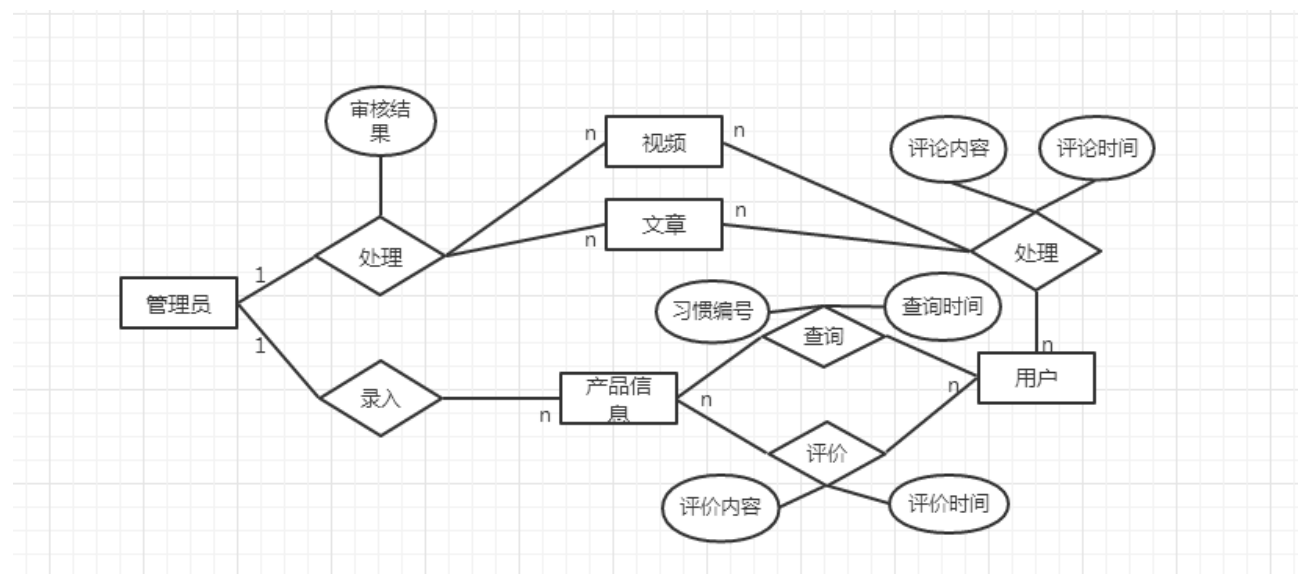 审核结
果
n
视频
n
评论内容
评论时间
n
文章
n
处理
n
处理
1
管理员
习惯编号
查询时间
查询
1
n
用户
产品信
息
n
n
录入
n
评价
评价内容
评价时间